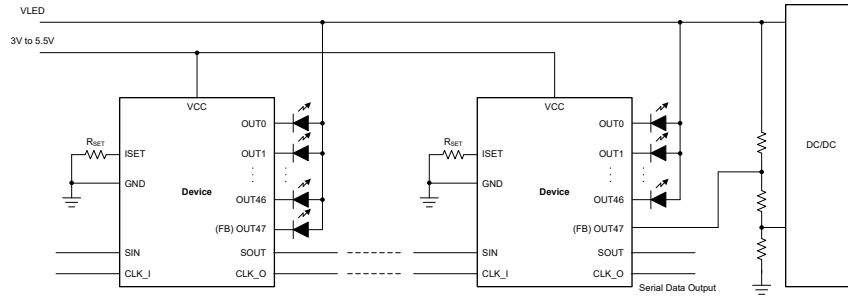 VLED
3V to 5.5V
VCC
OUT0
RSET
ISET
OUT1
GND
Device
OUT46
(FB) OUT47
SIN
SOUT
CLK_I
CLK_O
VCC
OUT0
RSET
ISET
OUT1
GND
Device
OUT46
(FB) OUT47
SIN
SOUT
CLK_I
CLK_O
Serial Data Output
DC/DC